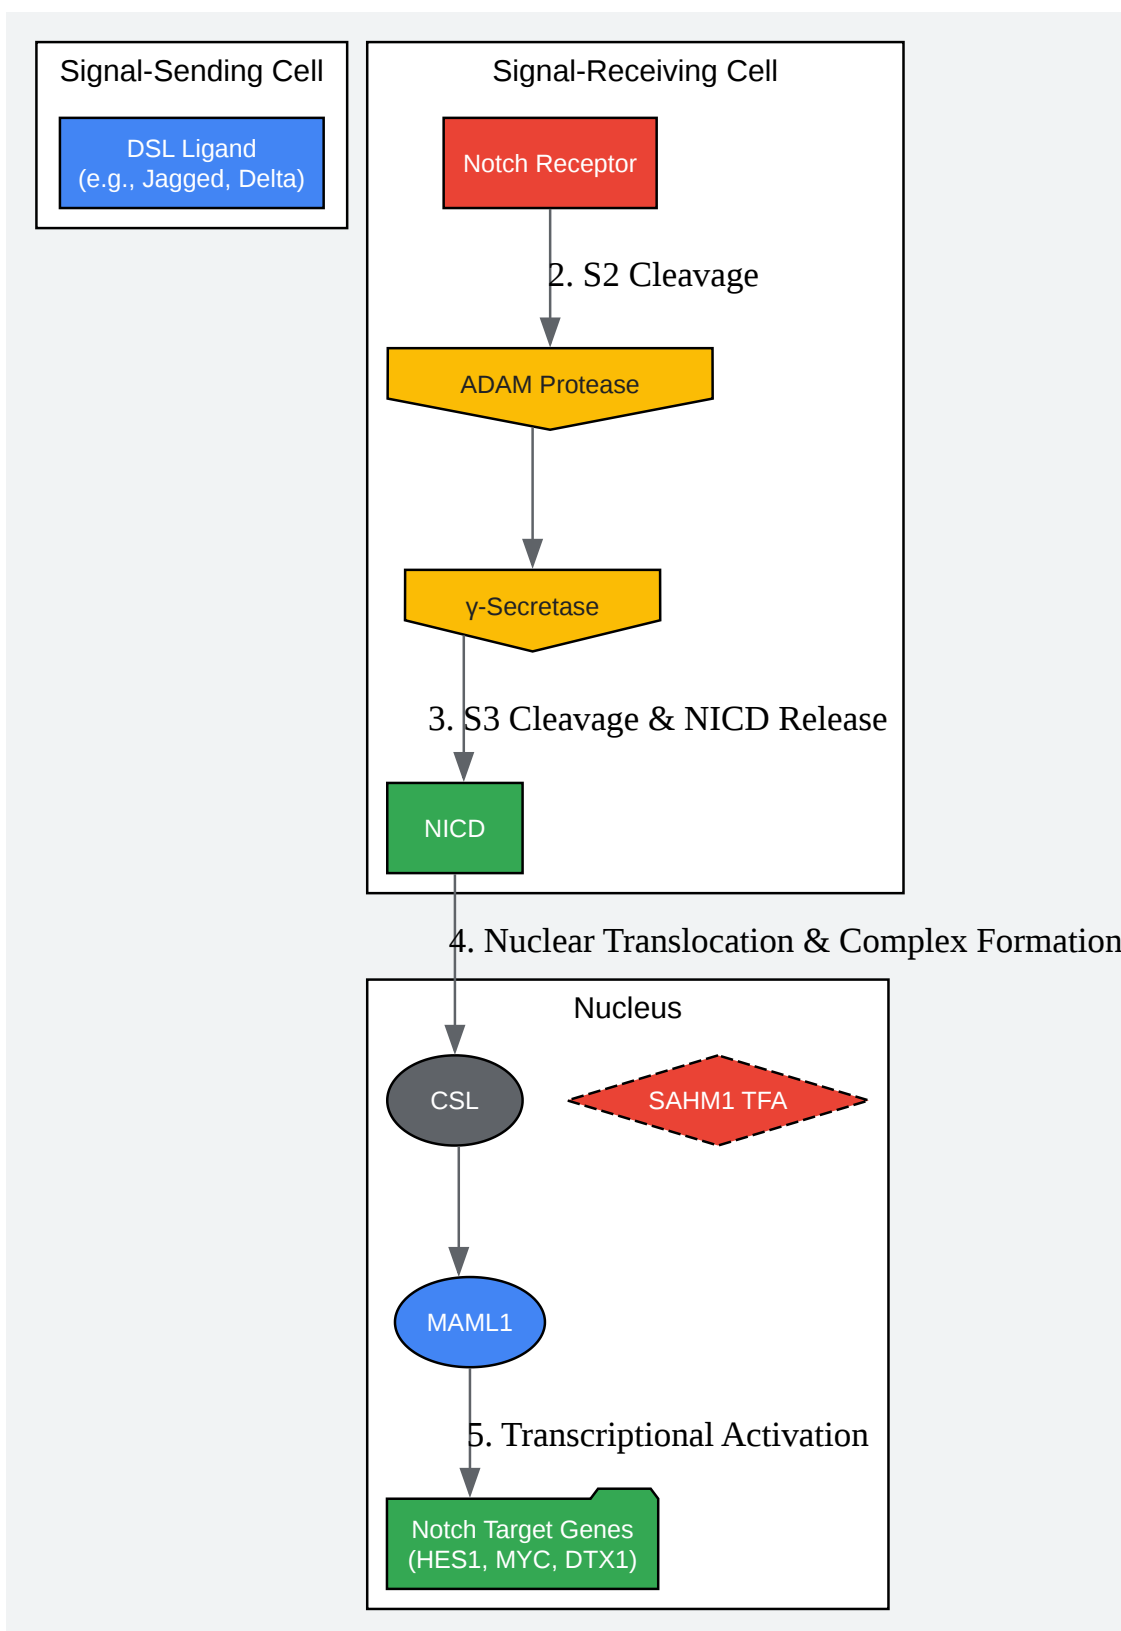 Signal-Sending Cell
DSL Ligand
(e.g., Jagged, Delta)
Signal-Receiving Cell
Notch Receptor
2. S2 Cleavage
ADAM Protease
γ-Secretase
3. S3 Cleavage & NICD Release
NICD
4. Nuclear Translocation & Complex Formation
Nucleus
CSL
SAHM1 TFA
MAML1
5. Transcriptional Activation
Notch Target Genes
(HES1, MYC, DTX1)